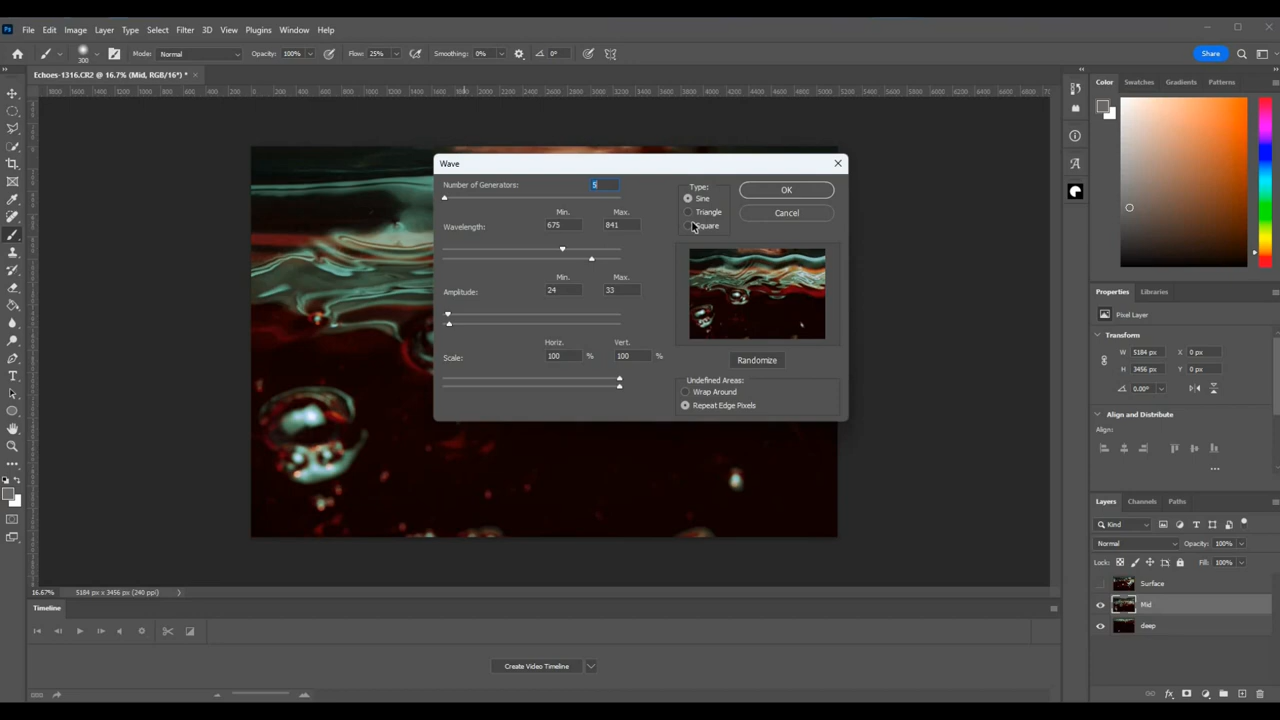 Ps File Edit Image Layer Type Select Filter 3D View Plugins Window Help
300 Mode: Normal Opacity: 100% Flow: 25% Smoothing: 0% 0° Share
Echoes-1316.CR2 @ 16.7% (Mid, RGB/16*) *
Color Swatches Gradients Patterns
Wave
Number of Generators: 5
Type:
Sine
Triangle
Square
OK
Cancel
Min. Max.
Wavelength: 675 841
Min. Max.
Amplitude: 24 33
Horiz. Vert.
Scale: 100 % 100 %
Randomize
Undefined Areas:
Wrap Around
Repeat Edge Pixels
Properties Libraries
Pixel Layer
Transform
W 5184 px X 0 px
H 3456 px Y 0 px
0.00°
Align and Distribute
Align:
Layers Channels Paths
Kind
Normal Opacity: 100%
Lock: Fill: 100%
Surface
Mid
deep
16.67% 5184 px x 3456 px (240 ppi)
Timeline
Create Video Timeline